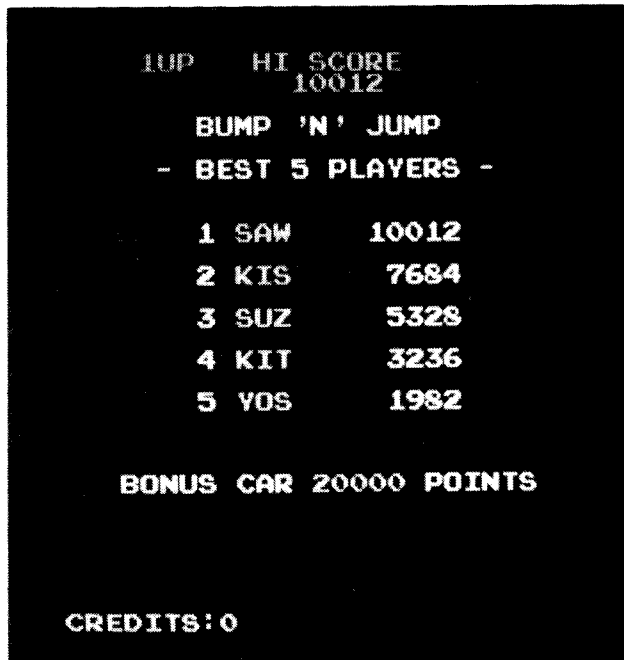 1UP HI SCORE
10012
BUMP 'N' JUMP
- BEST 5 PLAYERS -
1 SAW 10012
2 KIS 7684
3 SUZ 5328
4 KIT 3236
5 YOS 1982
BONUS CAR 20000 POINTS
CREDITS:0